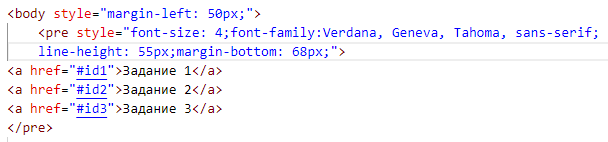 <body style="margin-left: 50px;">
<pre style="font-size: 4;font-family:Verdana, Geneva, Tahoma, sans-serif;
line-height: 55px;margin-bottom: 68px;">
<a href="#id1">Задание 1</a>
<a href="#id2">Задание 2</a>
<a href="#id3">Задание 3</a>
</pre>